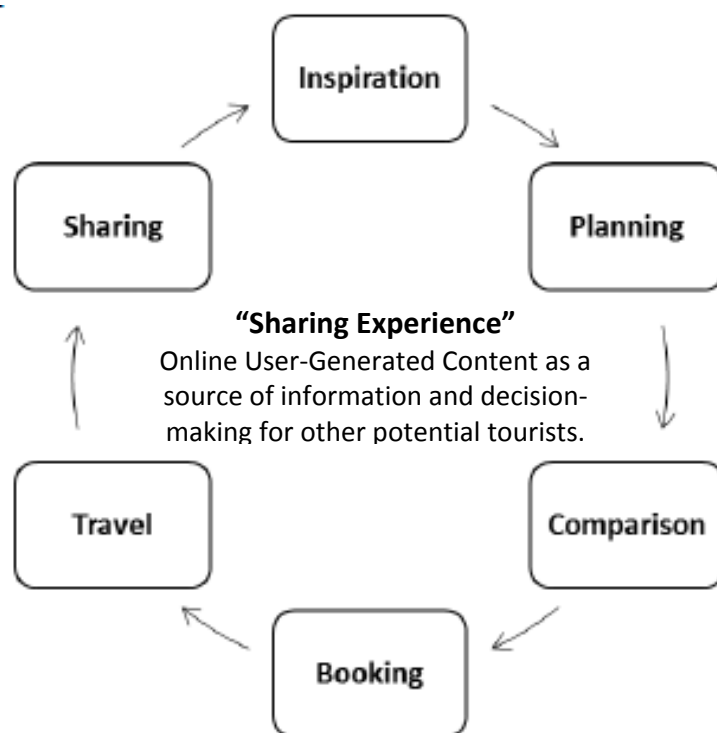 Inspiration
Sharing
Planning
“Sharing Experience”
Online User-Generated Content as a
source of information and decision-
making for other potential tourists.
Travel
Comparison
Booking